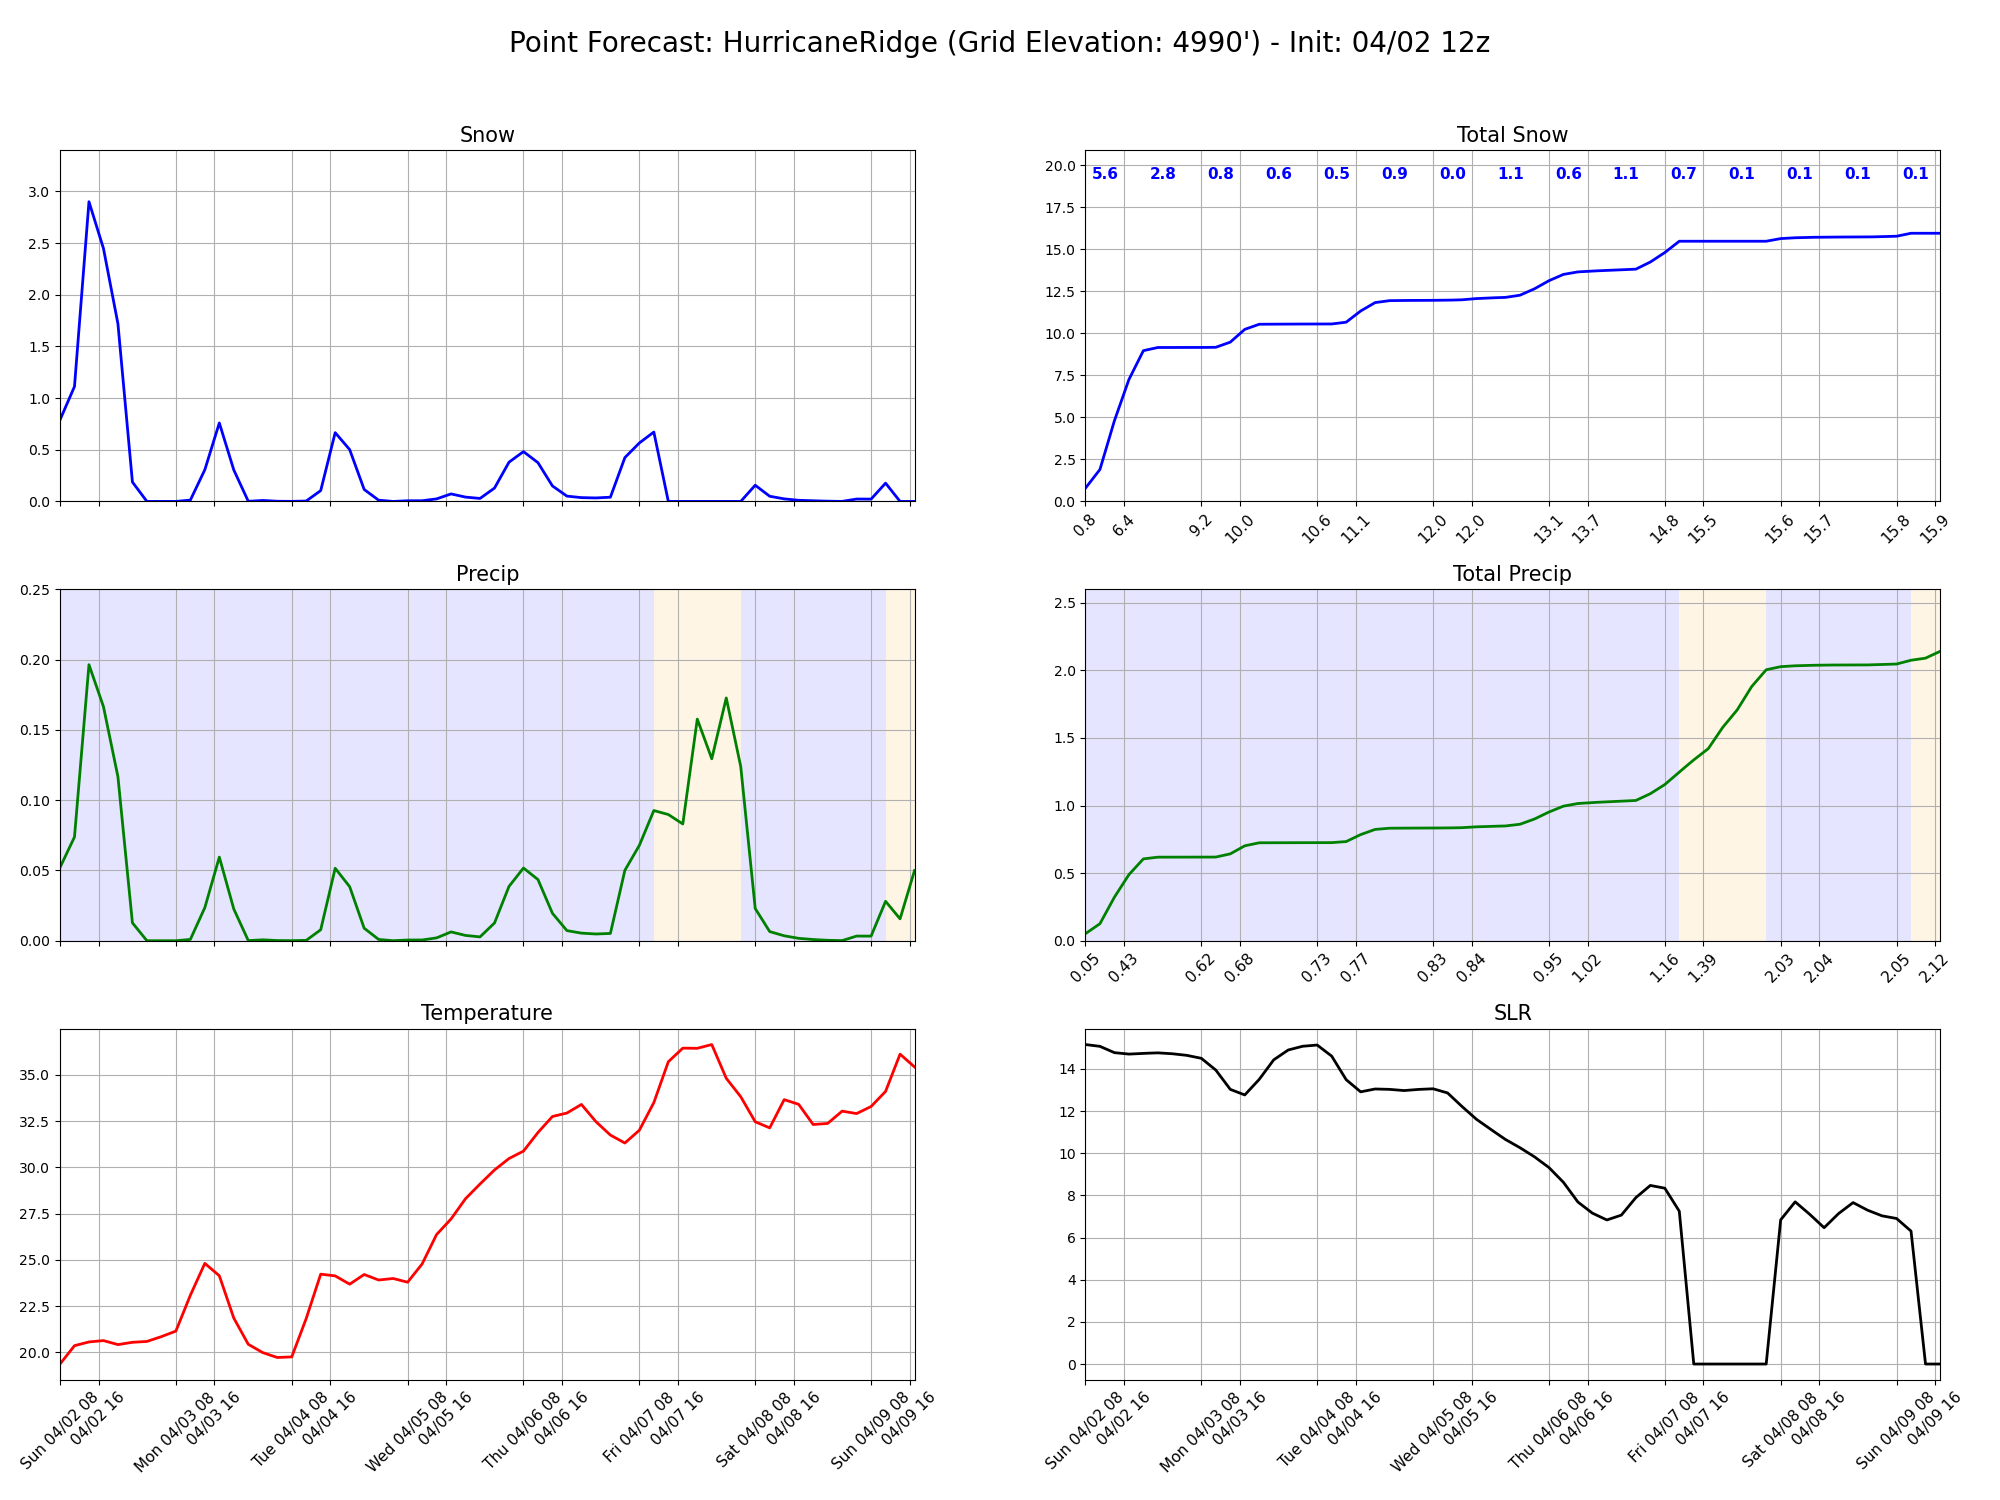 Point Forecast: HurricaneRidge (Grid Elevation: 4990') - Init: 04/02 12z
Snow
3.0
2.5
2.0
1.5
1.0
0.5
0.0
Total Snow
20.0
17.5
15.0
12.5
10.0
7.5
5.0
2.5
0.0
5.6 2.8 0.8 0.6 0.5 0.9 0.0 1.1 0.6 1.1 0.7 0.1 0.1 0.1 0.1
0.8 6.4 9.2 10.0 10.6 11.1 12.0 12.0 13.1 13.7 14.8 15.5 15.6 15.7 15.8 15.9
Precip
0.25
0.20
0.15
0.10
0.05
0.00
Total Precip
2.5
2.0
1.5
1.0
0.5
0.0
0.05 0.43 0.62 0.68 0.73 0.77 0.83 0.84 0.95 1.02 1.16 1.39 2.03 2.04 2.05 2.12
Temperature
35.0
32.5
30.0
27.5
25.0
22.5
20.0
Sun 04/02 08
04/02 16
Mon 04/03 08
04/03 16
Tue 04/04 08
04/04 16
Wed 04/05 08
04/05 16
Thu 04/06 08
04/06 16
Fri 04/07 08
04/07 16
Sat 04/08 08
04/08 16
Sun 04/09 08
04/09 16
SLR
14
12
10
8
6
4
2
0
Sun 04/02 08
04/02 16
Mon 04/03 08
04/03 16
Tue 04/04 08
04/04 16
Wed 04/05 08
04/05 16
Thu 04/06 08
04/06 16
Fri 04/07 08
04/07 16
Sat 04/08 08
04/08 16
Sun 04/09 08
04/09 16